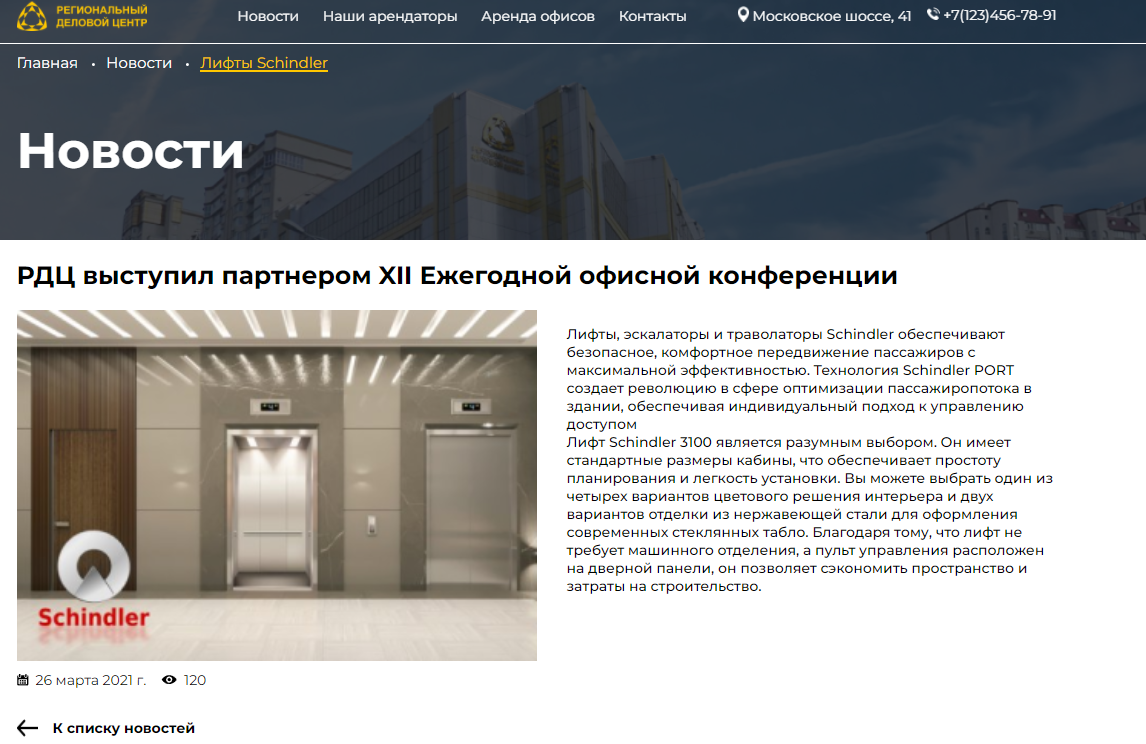 РЕГИОНАЛЬНЫЙ
ДЕЛОВОЙ ЦЕНТР
Новости Наши арендаторы Аренда офисов Контакты Московское шоссе, 41 +7(123)456-78-91
Главная • Новости • Лифты Schindler
Новости
РДЦ выступил партнером XII Ежегодной офисной конференции
Лифты, эскалаторы и траволаторы Schindler обеспечивают
безопасное, комфортное передвижение пассажиров с
максимальной эффективностью. Технология Schindler PORT
создает революцию в сфере оптимизации пассажиропотока в
здании, обеспечивая индивидуальный подход к управлению
доступом
Лифт Schindler 3100 является разумным выбором. Он имеет
стандартные размеры кабины, что обеспечивает простоту
планирования и легкость установки. Вы можете выбрать один из
четырех вариантов цветового решения интерьера и двух
вариантов отделки из нержавеющей стали для оформления
современных стеклянных табло. Благодаря тому, что лифт не
требует машинного отделения, а пульт управления расположен
на дверной панели, он позволяет сэкономить пространство и
затраты на строительство.
Schindler
26 марта 2021 г. 120
К списку новостей